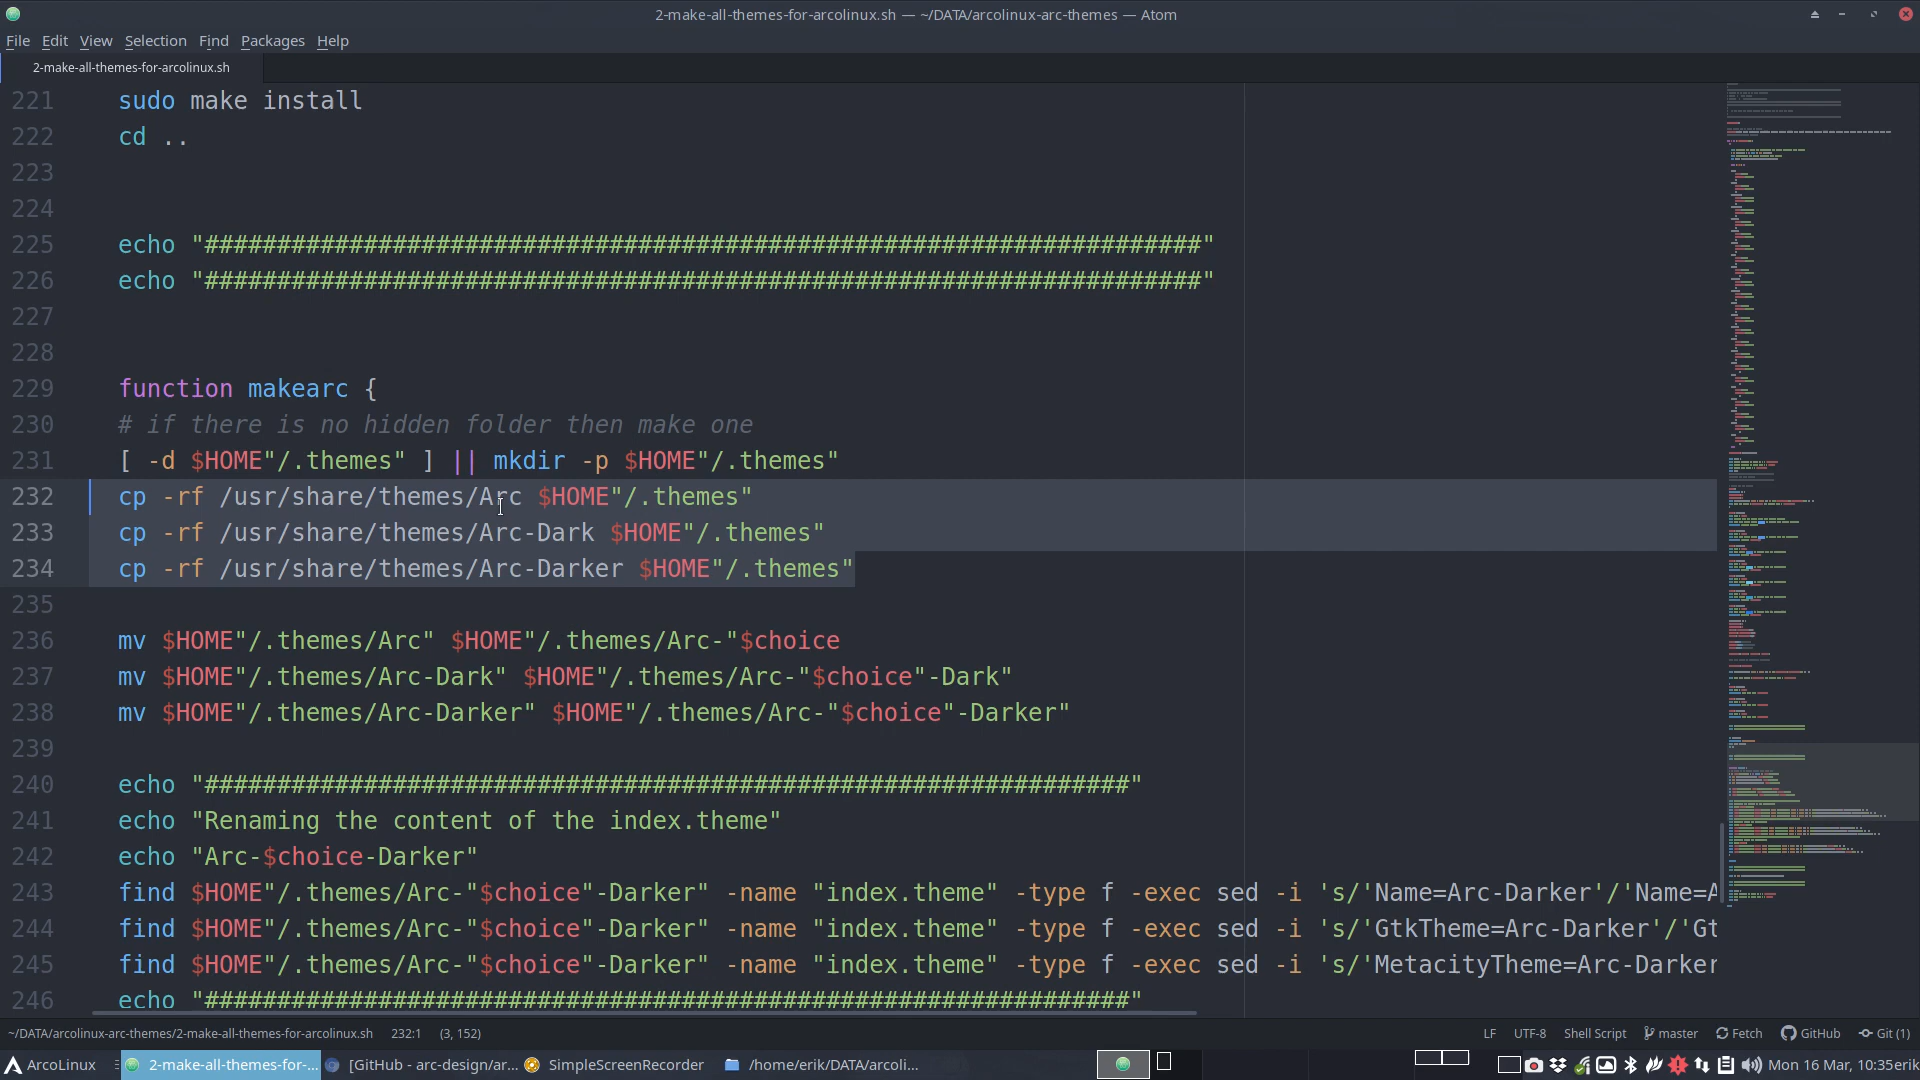 2-make-all-themes-for-arcolinux.sh — ~/DATA/arcolinux-arc-themes — Atom
File Edit View Selection Find Packages Help
2-make-all-themes-for-arcolinux.sh
221 sudo make install
222 cd ..
223
224
225 echo "#####################################################################"
226 echo "#####################################################################"
227
228
229 function makearc {
230 # if there is no hidden folder then make one
231 [ -d $HOME"/.themes" ] || mkdir -p $HOME"/.themes"
232 cp -rf /usr/share/themes/Arc $HOME"/.themes"
233 cp -rf /usr/share/themes/Arc-Dark $HOME"/.themes"
234 cp -rf /usr/share/themes/Arc-Darker $HOME"/.themes"
235
236 mv $HOME"/.themes/Arc" $HOME"/.themes/Arc-"$choice
237 mv $HOME"/.themes/Arc-Dark" $HOME"/.themes/Arc-"$choice"-Dark"
238 mv $HOME"/.themes/Arc-Darker" $HOME"/.themes/Arc-"$choice"-Darker"
239
240 echo "################################################################"
241 echo "Renaming the content of the index.theme"
242 echo "Arc-$choice-Darker"
243 find $HOME"/.themes/Arc-"$choice"-Darker" -name "index.theme" -type f -exec sed -i 's/'Name=Arc-Darker'/'Name=A
244 find $HOME"/.themes/Arc-"$choice"-Darker" -name "index.theme" -type f -exec sed -i 's/'GtkTheme=Arc-Darker'/'Gt
245 find $HOME"/.themes/Arc-"$choice"-Darker" -name "index.theme" -type f -exec sed -i 's/'MetacityTheme=Arc-Darker
246 echo "################################################################"
~/DATA/arcolinux-arc-themes/2-make-all-themes-for-arcolinux.sh 232:1 (3, 152) LF UTF-8 Shell Script master Fetch GitHub Git (1)
ArcoLinux 2-make-all-themes-for-... [GitHub - arc-design/ar... SimpleScreenRecorder /home/erik/DATA/arcoli... Mon 16 Mar, 10:35erik